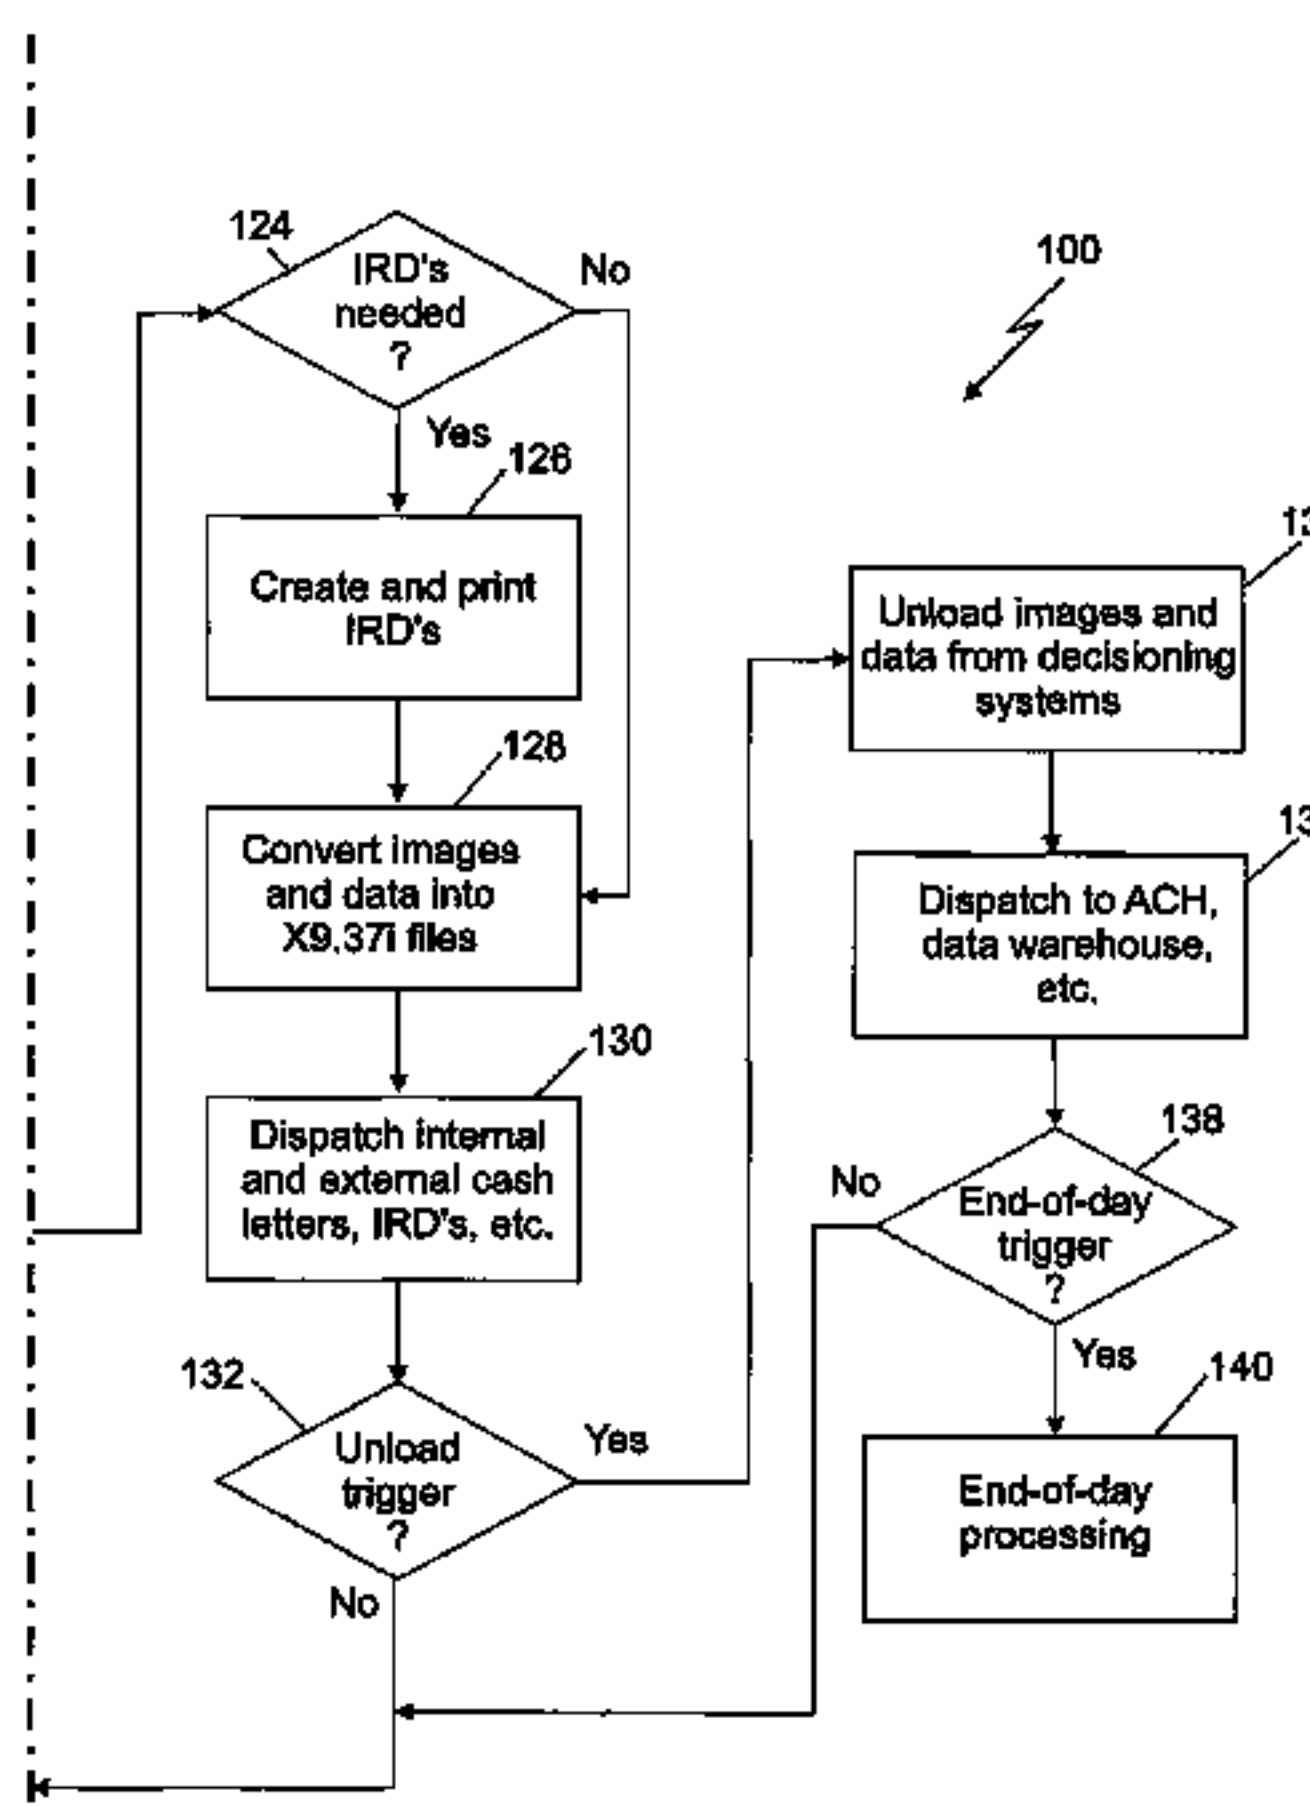 124
IRD's
needed
?
No
Yes
126
Create and print
IRD's
128
Convert images
and data into
X9.37i files
130
Dispatch internal
and external cash
letters, IRD's, etc.
132
Unload
trigger
?
Yes
No
100
Unload images and
data from decisioning
systems
Dispatch to ACH,
data warehouse,
etc.
138
No
End-of-day
trigger
?
Yes
140
End-of-day
processing